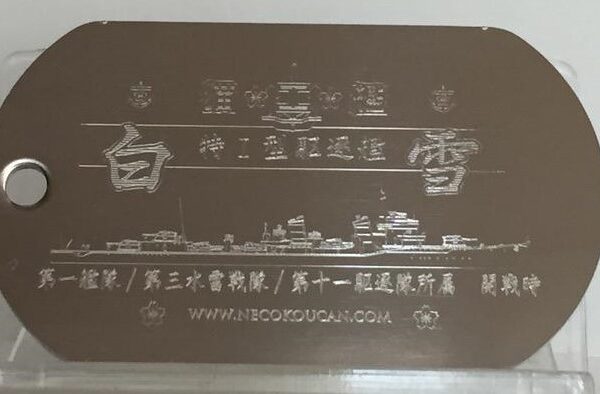 白 特I型駆逐艦 雪
第一艦隊/第三水雷戦隊/第十一駆逐隊所属 開戦時
WWW.NECOKOUCAN.COM